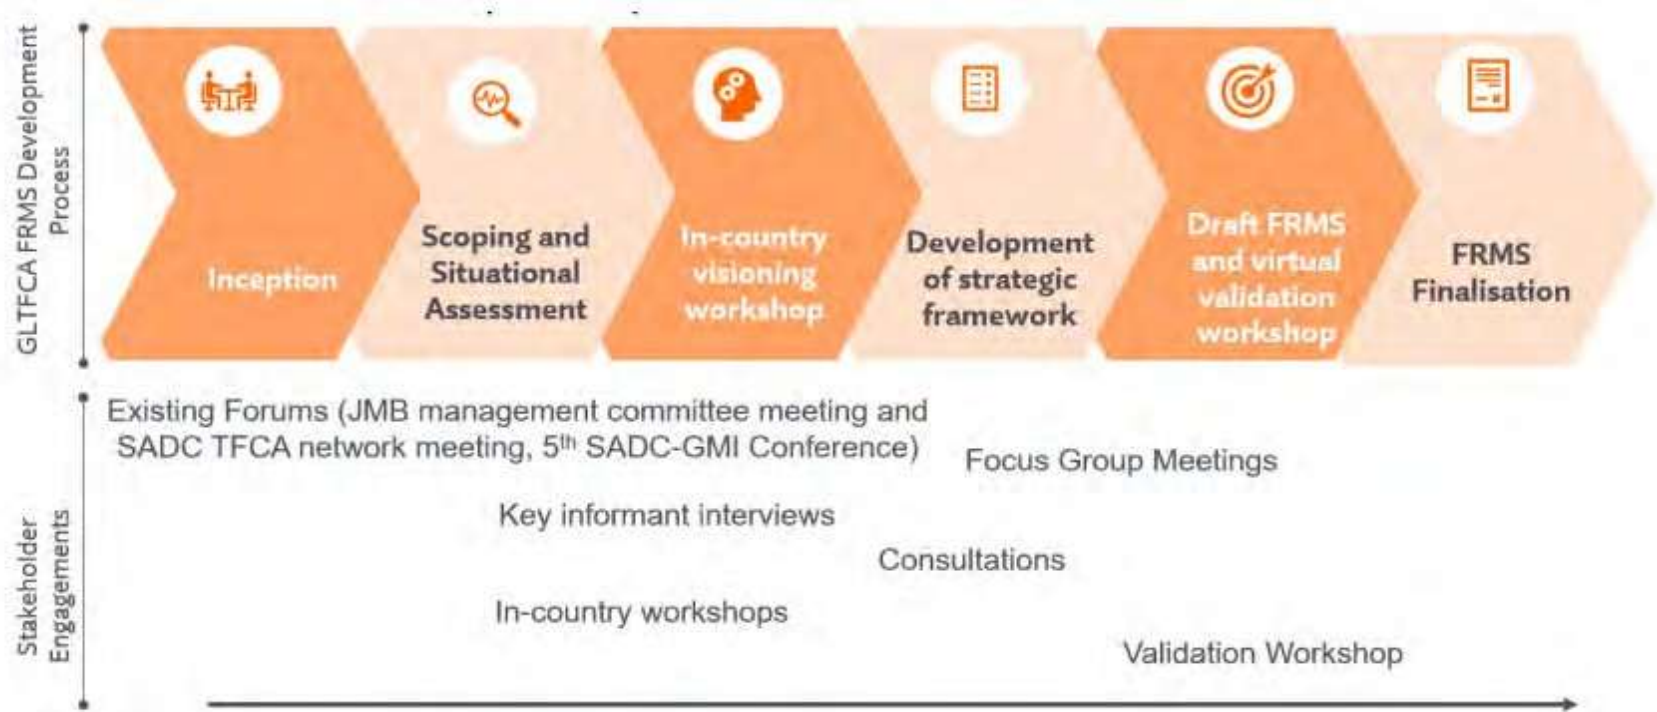 GLTFCA FRMS Development
Process
Inception
Scoping and
Situational
Assessment
In-country
visioning
workshop
Development
of strategic
framework
Draft FRMS
and virtual
validation
workshop
FRMS
Finalisation
Stakeholder
Engagements
Existing Forums (JMB management committee meeting and
SADC TFCA network meeting, 5th SADC-GMI Conference)
Focus Group Meetings
Key informant interviews
Consultations
In-country workshops
Validation Workshop